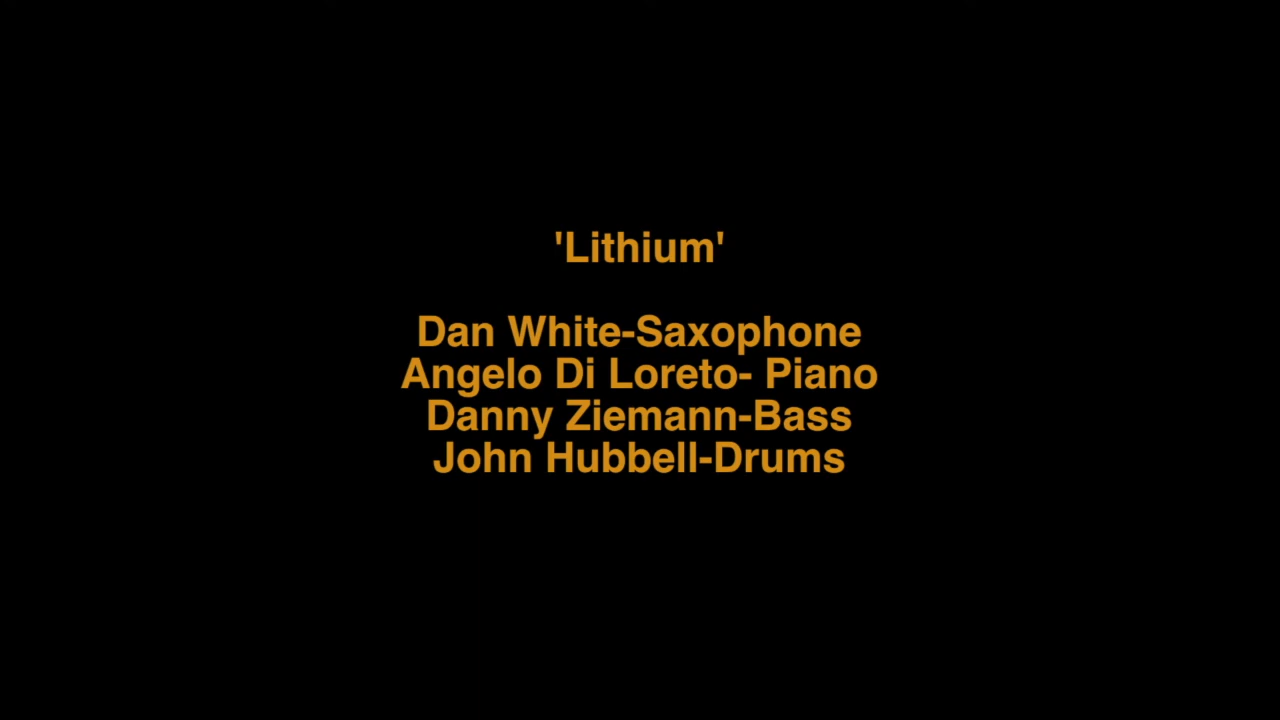 'Lithium'
Dan White-Saxophone
Angelo Di Loreto- Piano
Danny Ziemann-Bass
John Hubbell-Drums